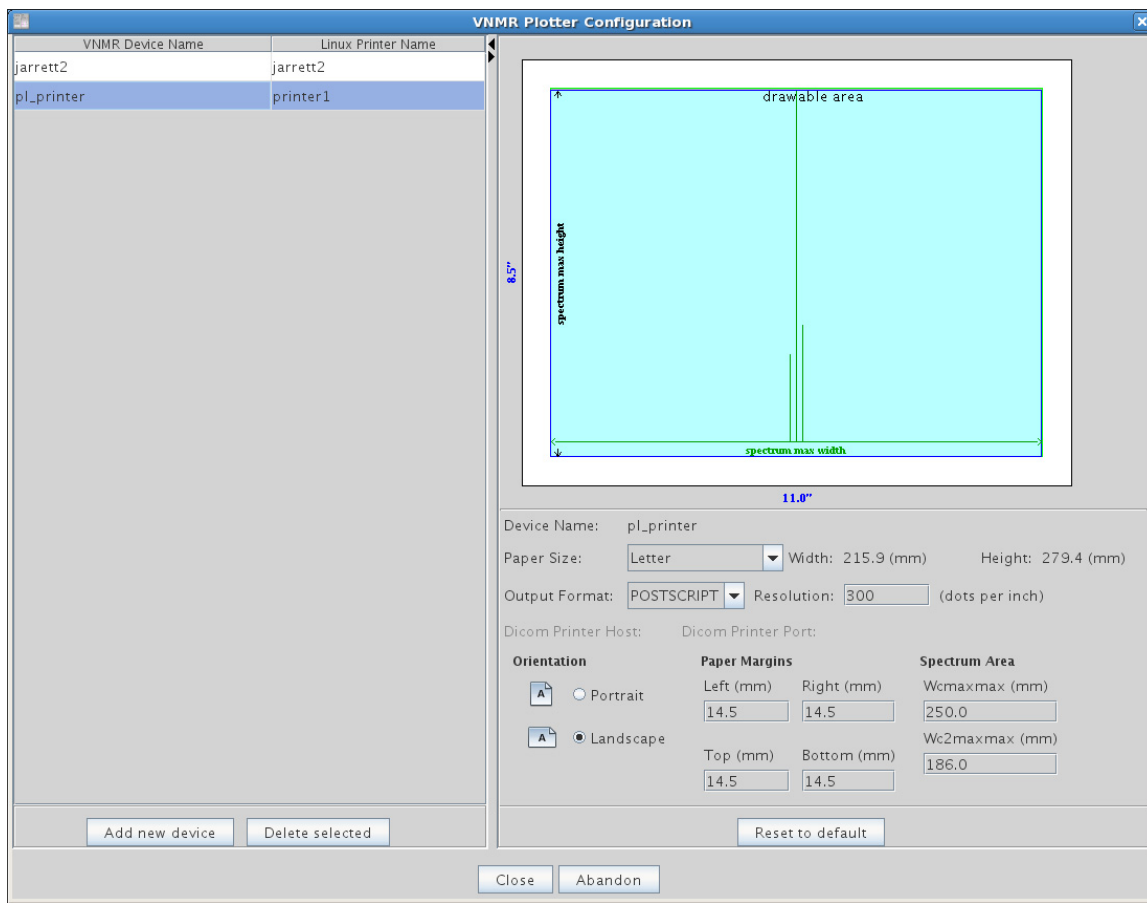 VNMR Plotter Configuration
VNMR Device Name Linux Printer Name
jarrett2 jarrett2
pl_printer printer1
drawable area
spectrum max height
8.5"
spectrum max width
11.0"
Device Name: pl_printer
Paper Size: Letter Width: 215.9 (mm) Height: 279.4 (mm)
Output Format: POSTSCRIPT Resolution: 300 (dots per inch)
Dicom Printer Host: Dicom Printer Port:
Orientation Paper Margins Spectrum Area
Left (mm) Right (mm) Wcmaxmax (mm)
A Portrait
14.5 14.5 250.0
A Landscape
Wc2maxmax (mm)
Top (mm) Bottom (mm)
186.0
14.5 14.5
Add new device Delete selected Reset to default
Close Abandon